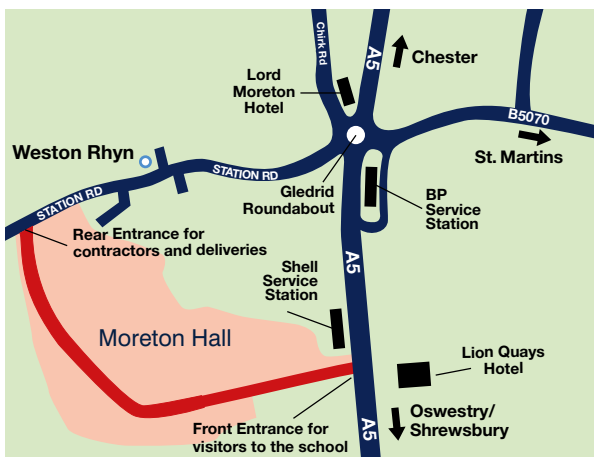 Chirk Rd
A5
Chester
Lord
Moreton
Hotel
B5070
St. Martins
Weston Rhyn
STATION RD
Gledrid
Roundabout
BP
Service
Station
STATION RD
Rear Entrance for
contractors and deliveries
A5
Shell
Service
Station
Moreton Hall
Lion Quays
Hotel
Front Entrance for
visitors to the school
A5
Oswestry/
Shrewsbury